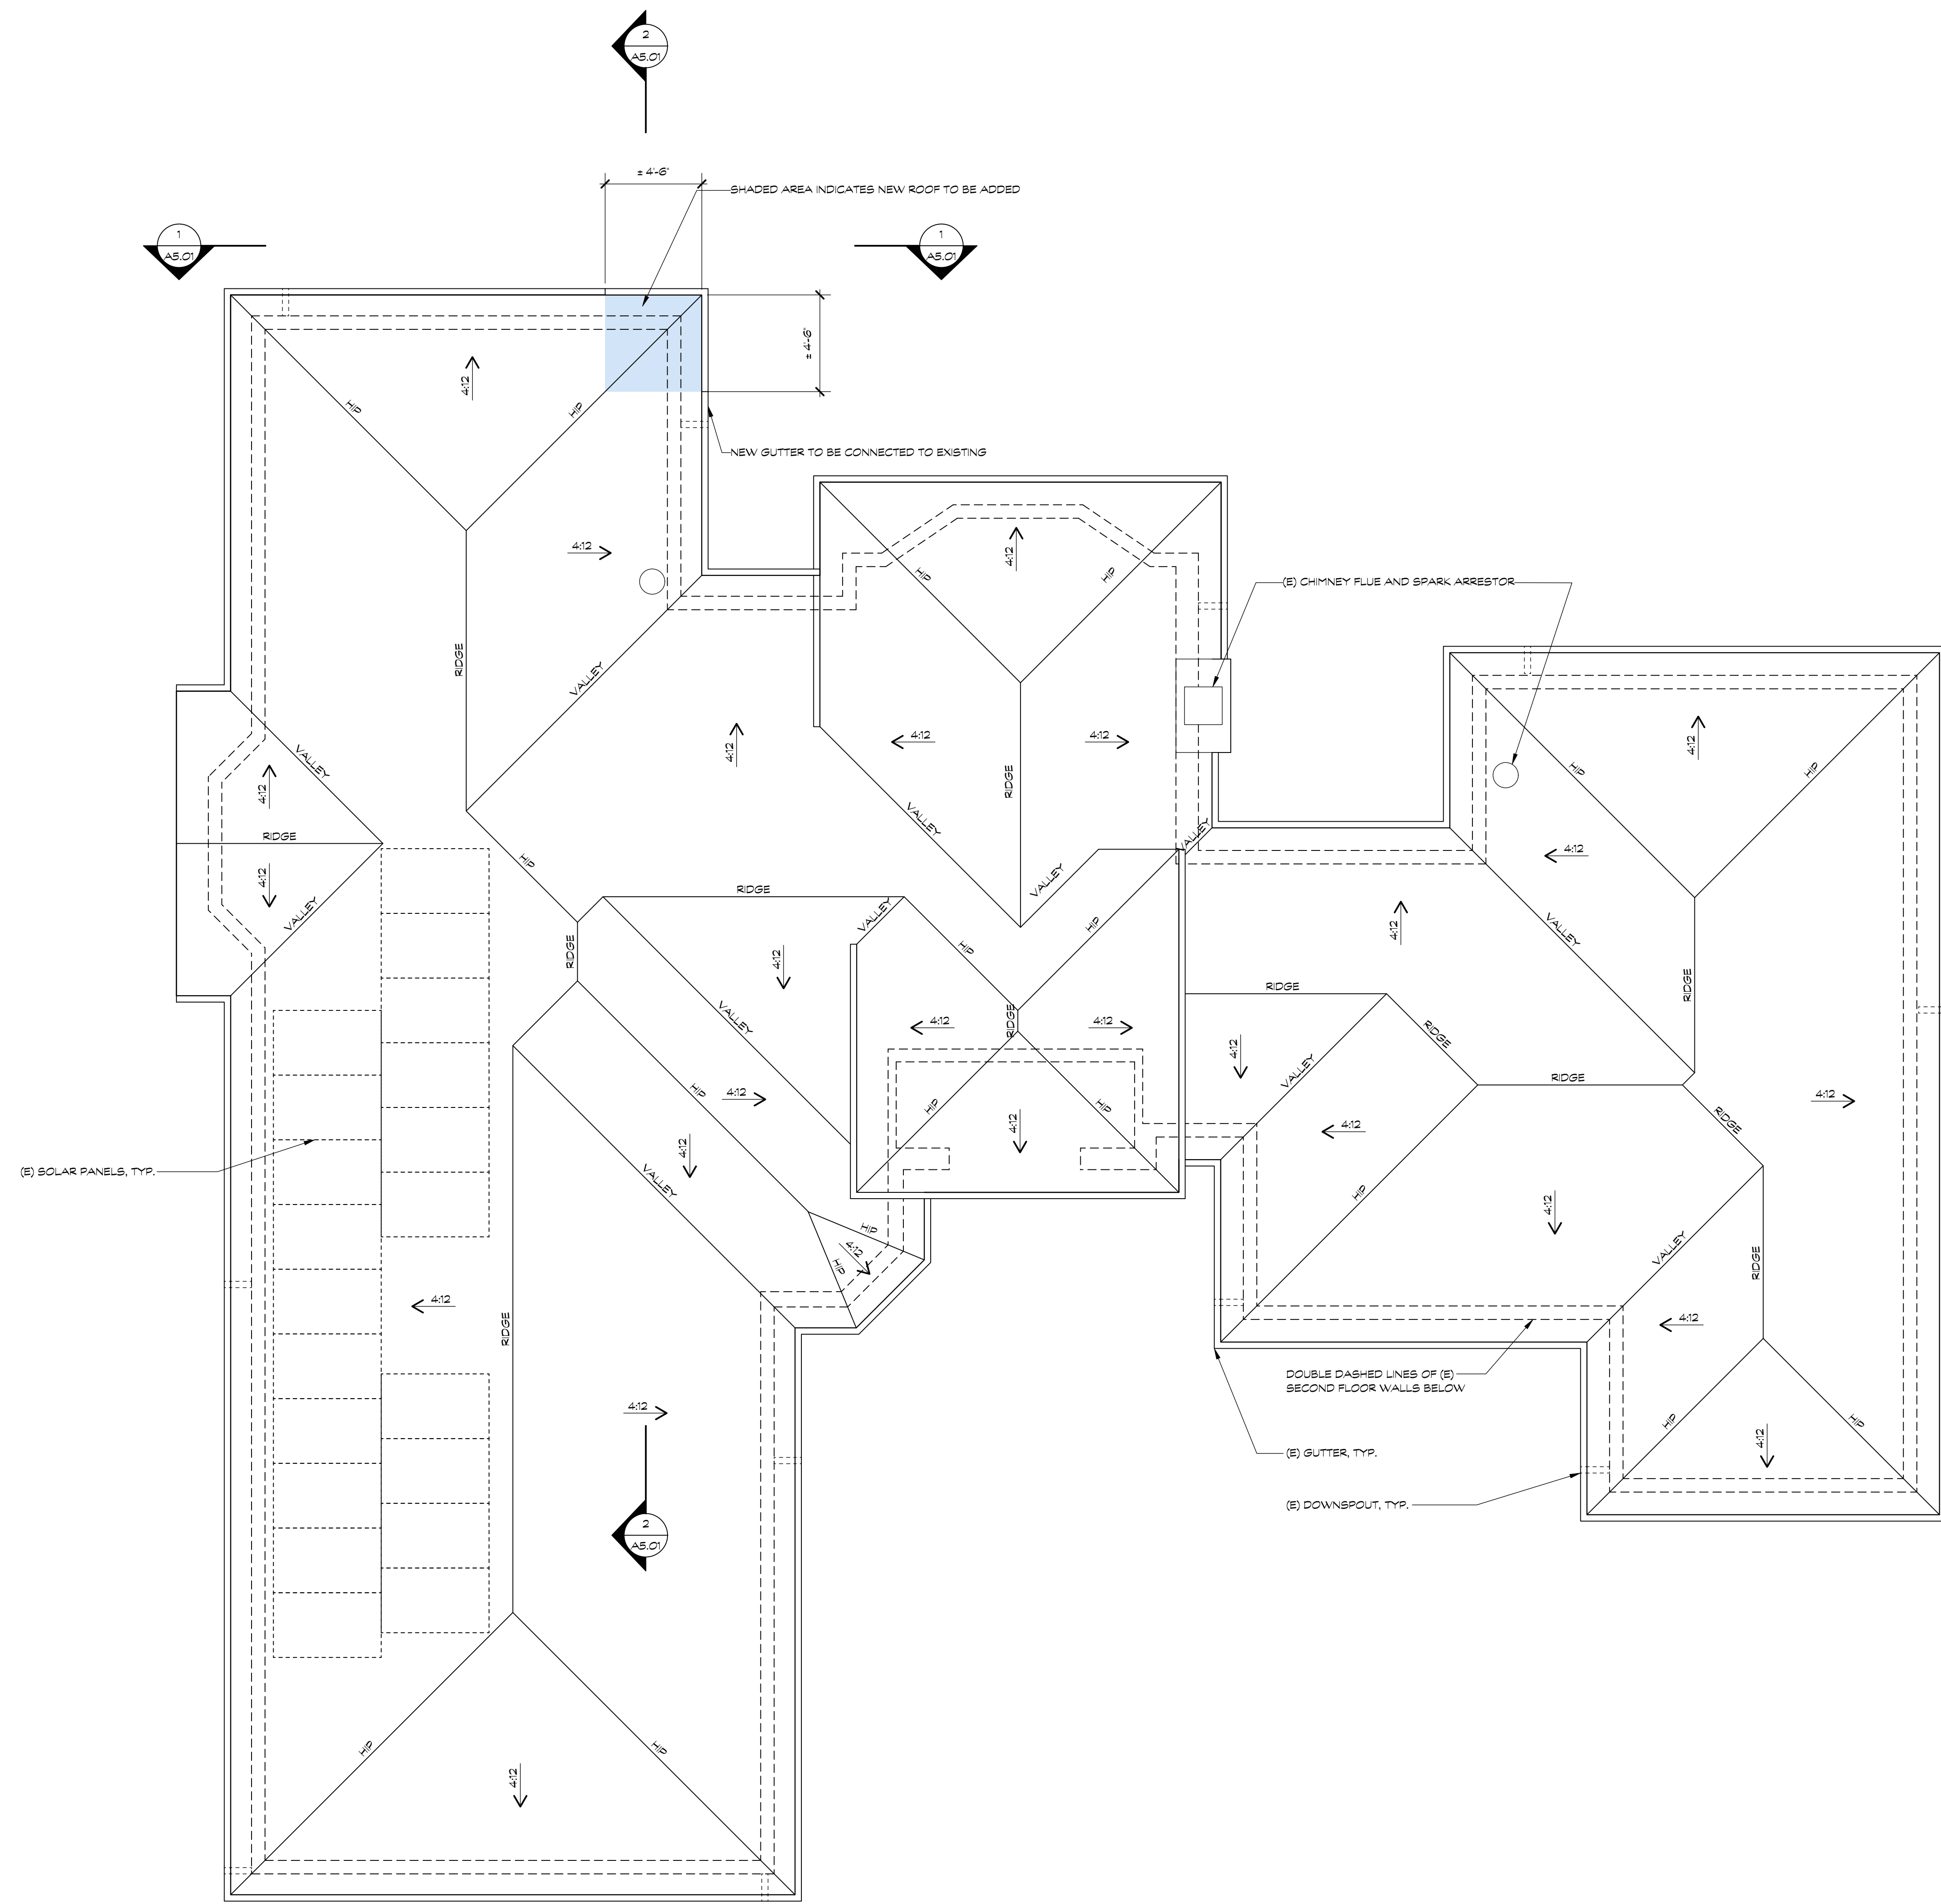 2
A5.01
± 4'-6"
SHADED AREA INDICATES NEW ROOF TO BE ADDED
1
A5.01
1
A5.01
± 4'-6"
4:12
HIP
HIP
NEW GUTTER TO BE CONNECTED TO EXISTING
4:12
4:12
HIP
HIP
(E) CHIMNEY FLUE AND SPARK ARRESTOR
RIDGE
VALLEY
4:12
4:12
4:12
4:12
HIP
HIP
VALLEY
4:12
RIDGE
RIDGE
VALLEY
VALLEY
4:12
HIP
4:12
RIDGE
VALLEY
VALLEY
VALLEY
HIP
HIP
4:12
VALLEY
RIDGE
4:12
RIDGE
RIDGE
VALLEY
4:12
RIDGE
4:12
RIDGE
4:12
VALLEY
RIDGE
HIP
4:12
4:12
RIDGE
HIP
HIP
4:12
4:12
RIDGE
4:12
(E) SOLAR PANELS, TYP.
VALLEY
HIP
4:12
HIP
4:12
HIP
VALLEY
RIDGE
4:12
RIDGE
4:12
DOUBLE DASHED LINES OF (E)
SECOND FLOOR WALLS BELOW
4:12
HIP
HIP
4:12
(E) GUTTER, TYP.
(E) DOWNSPOUT, TYP.
2
A5.01
HIP
HIP
4:12